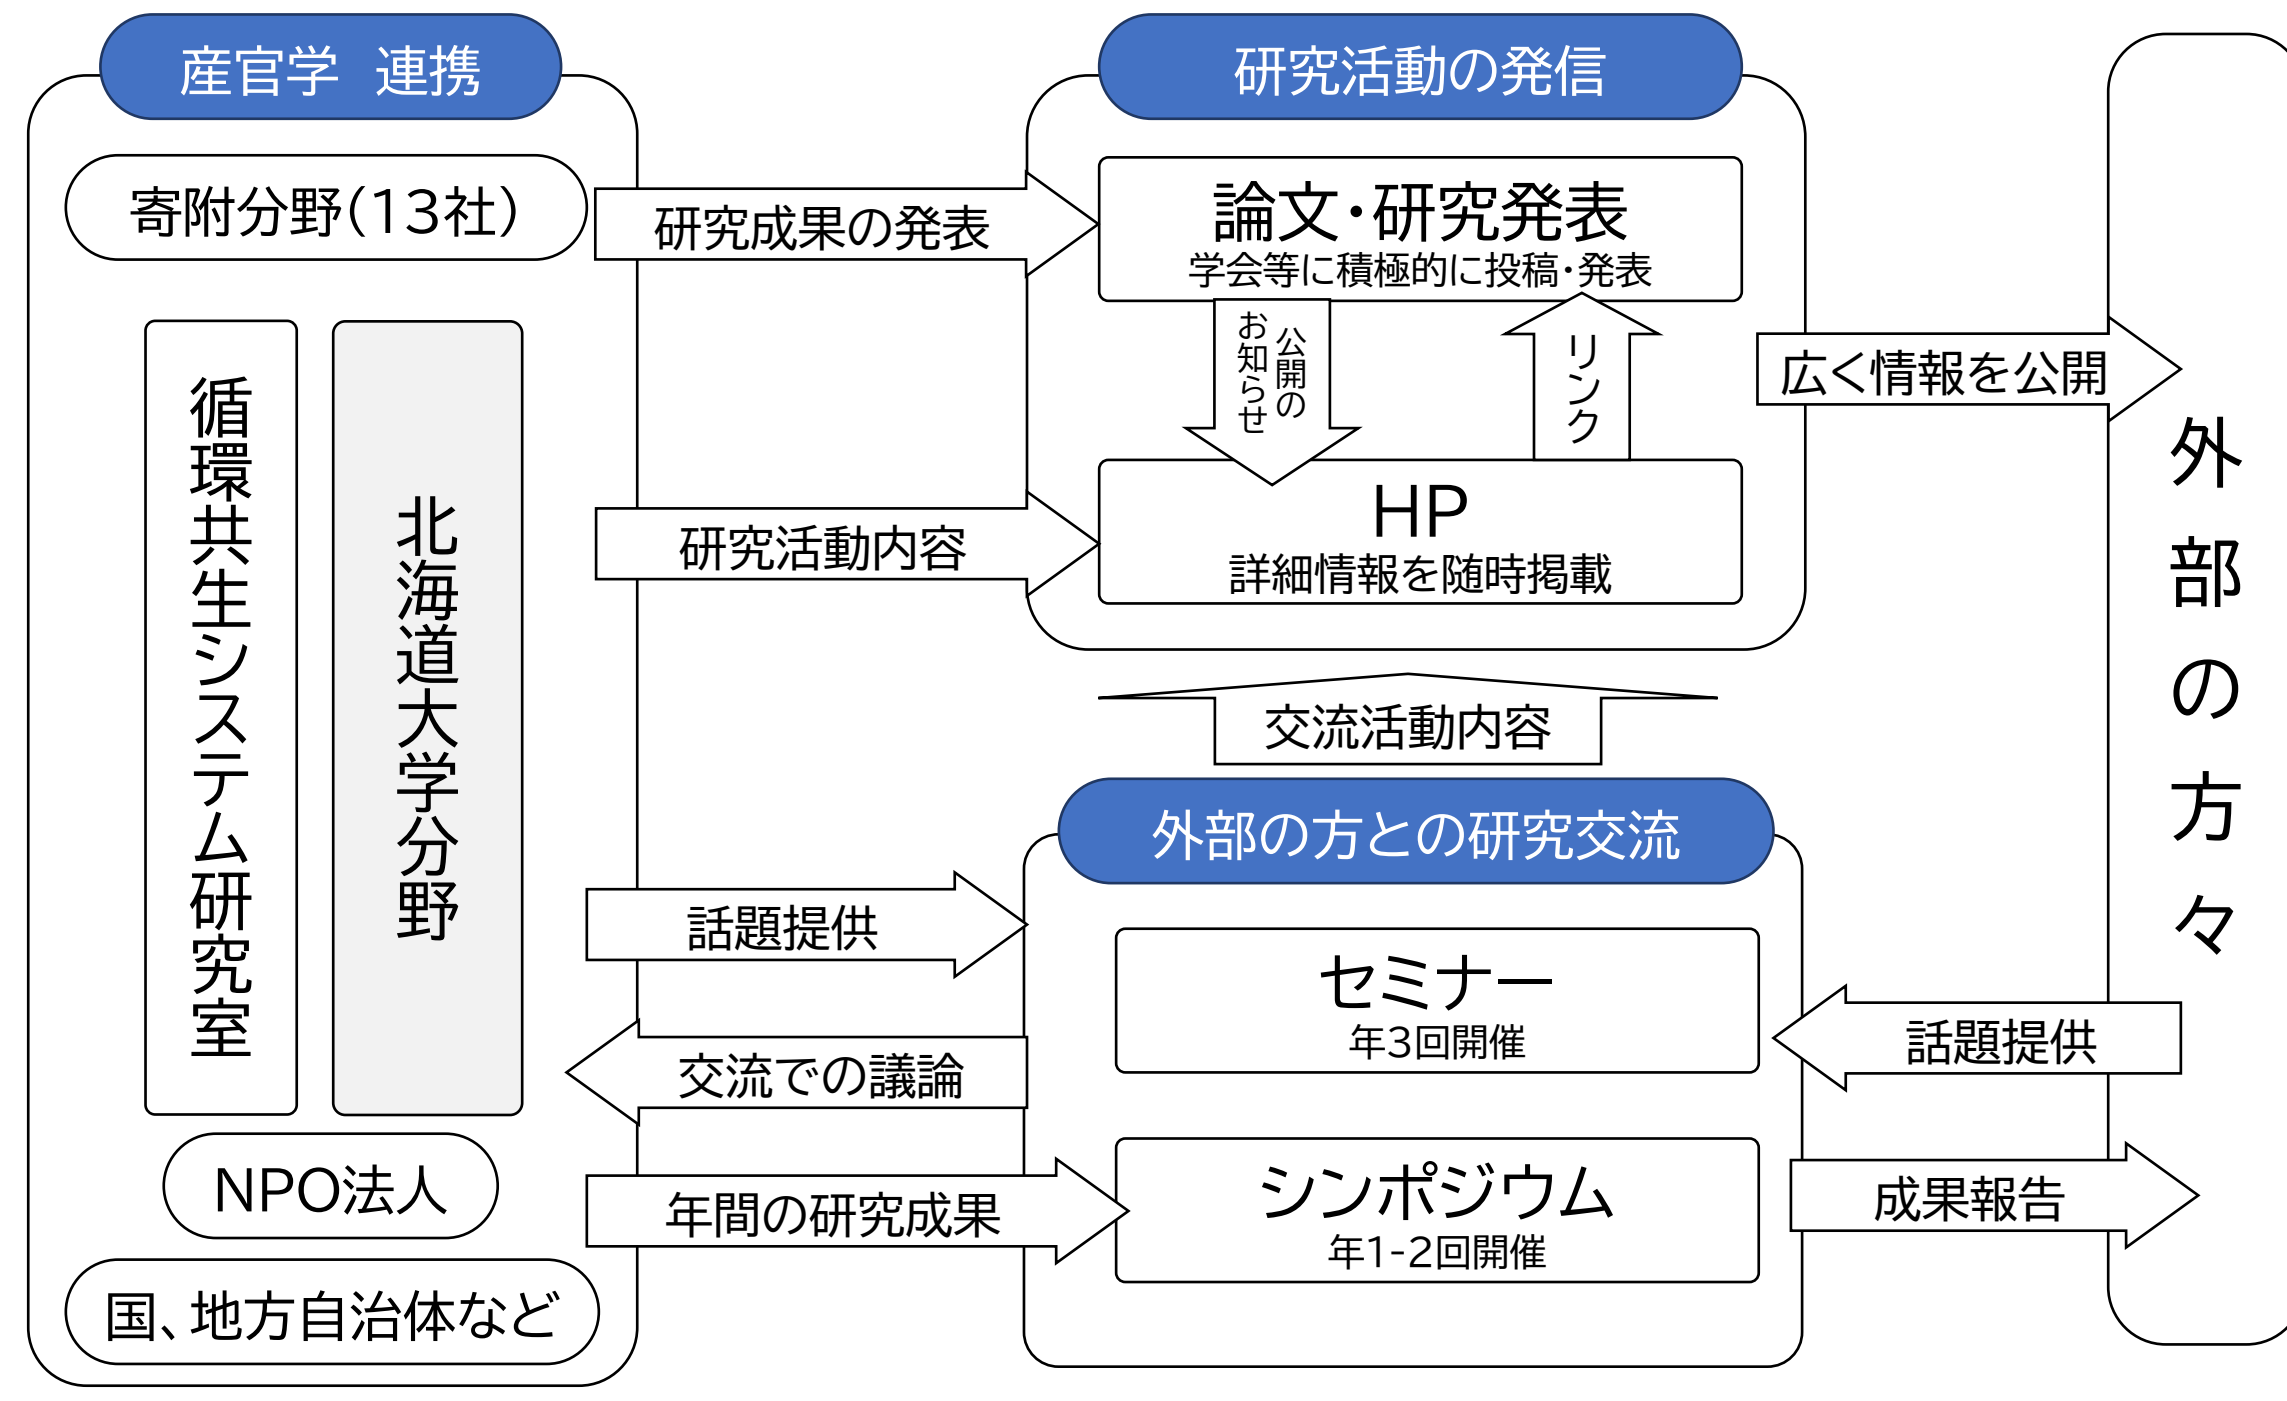 産官学　連携
寄附分野（13社）
循環共生システム研究室
北海道大学分野
NPO法人
国、地方自治体など
研究成果の発表
研究活動内容
話題提供
交流での議論
年間の研究成果
研究活動の発信
論文・研究発表
学会等に積極的に投稿・発表
公開の
お知らせ
リンク
HP
詳細情報を随時掲載
交流活動内容
外部の方との研究交流
セミナー
年3回開催
シンポジウム
年1-2回開催
広く情報を公開
話題提供
成果報告
外部の方々